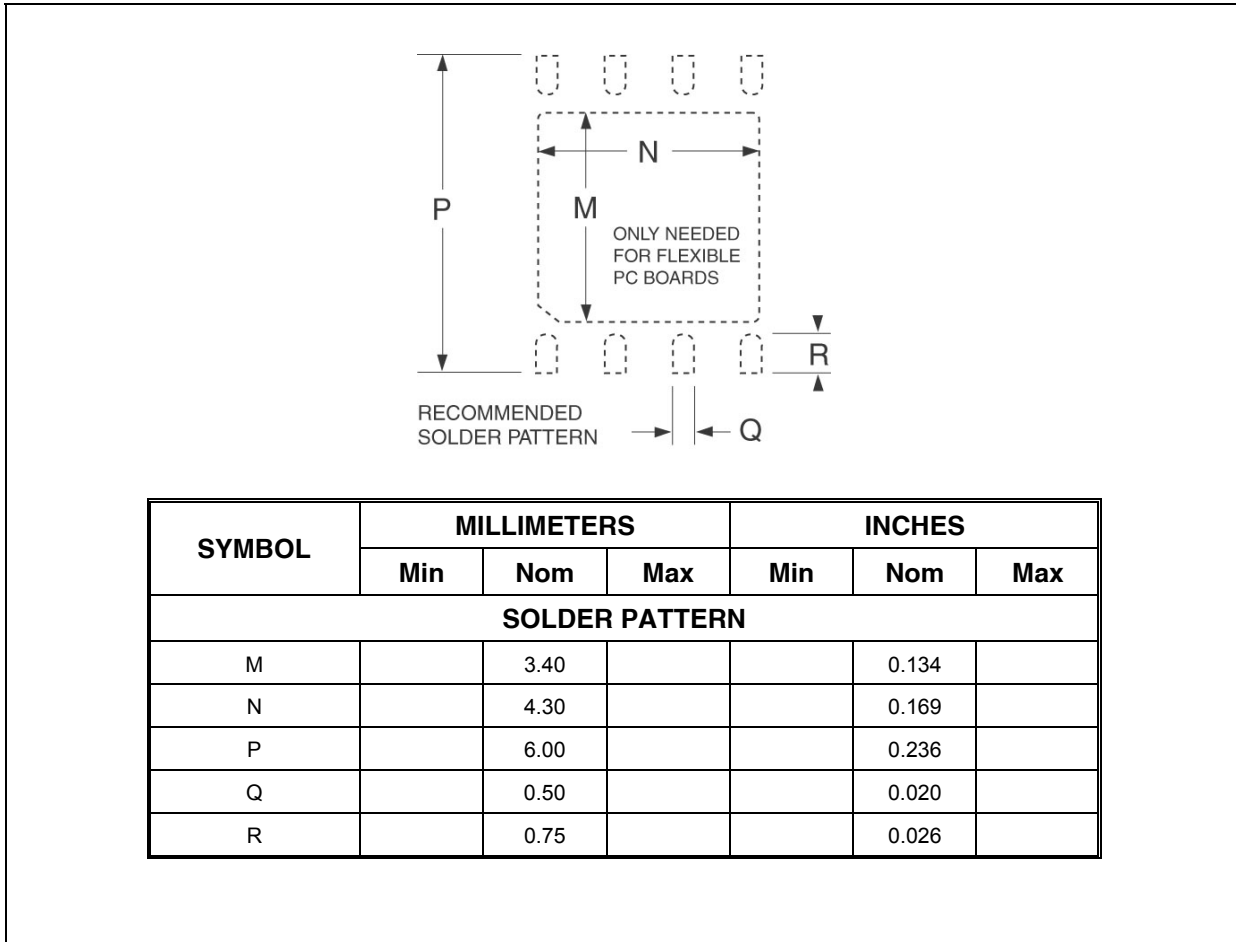 P
N
M
ONLY NEEDED
FOR FLEXIBLE
PC BOARDS
R
RECOMMENDED
SOLDER PATTERN
Q
SYMBOL MILLIMETERS INCHES
Min Nom Max Min Nom Max
SOLDER PATTERN
M 3.40 0.134
N 4.30 0.169
P 6.00 0.236
Q 0.50 0.020
R 0.75 0.026